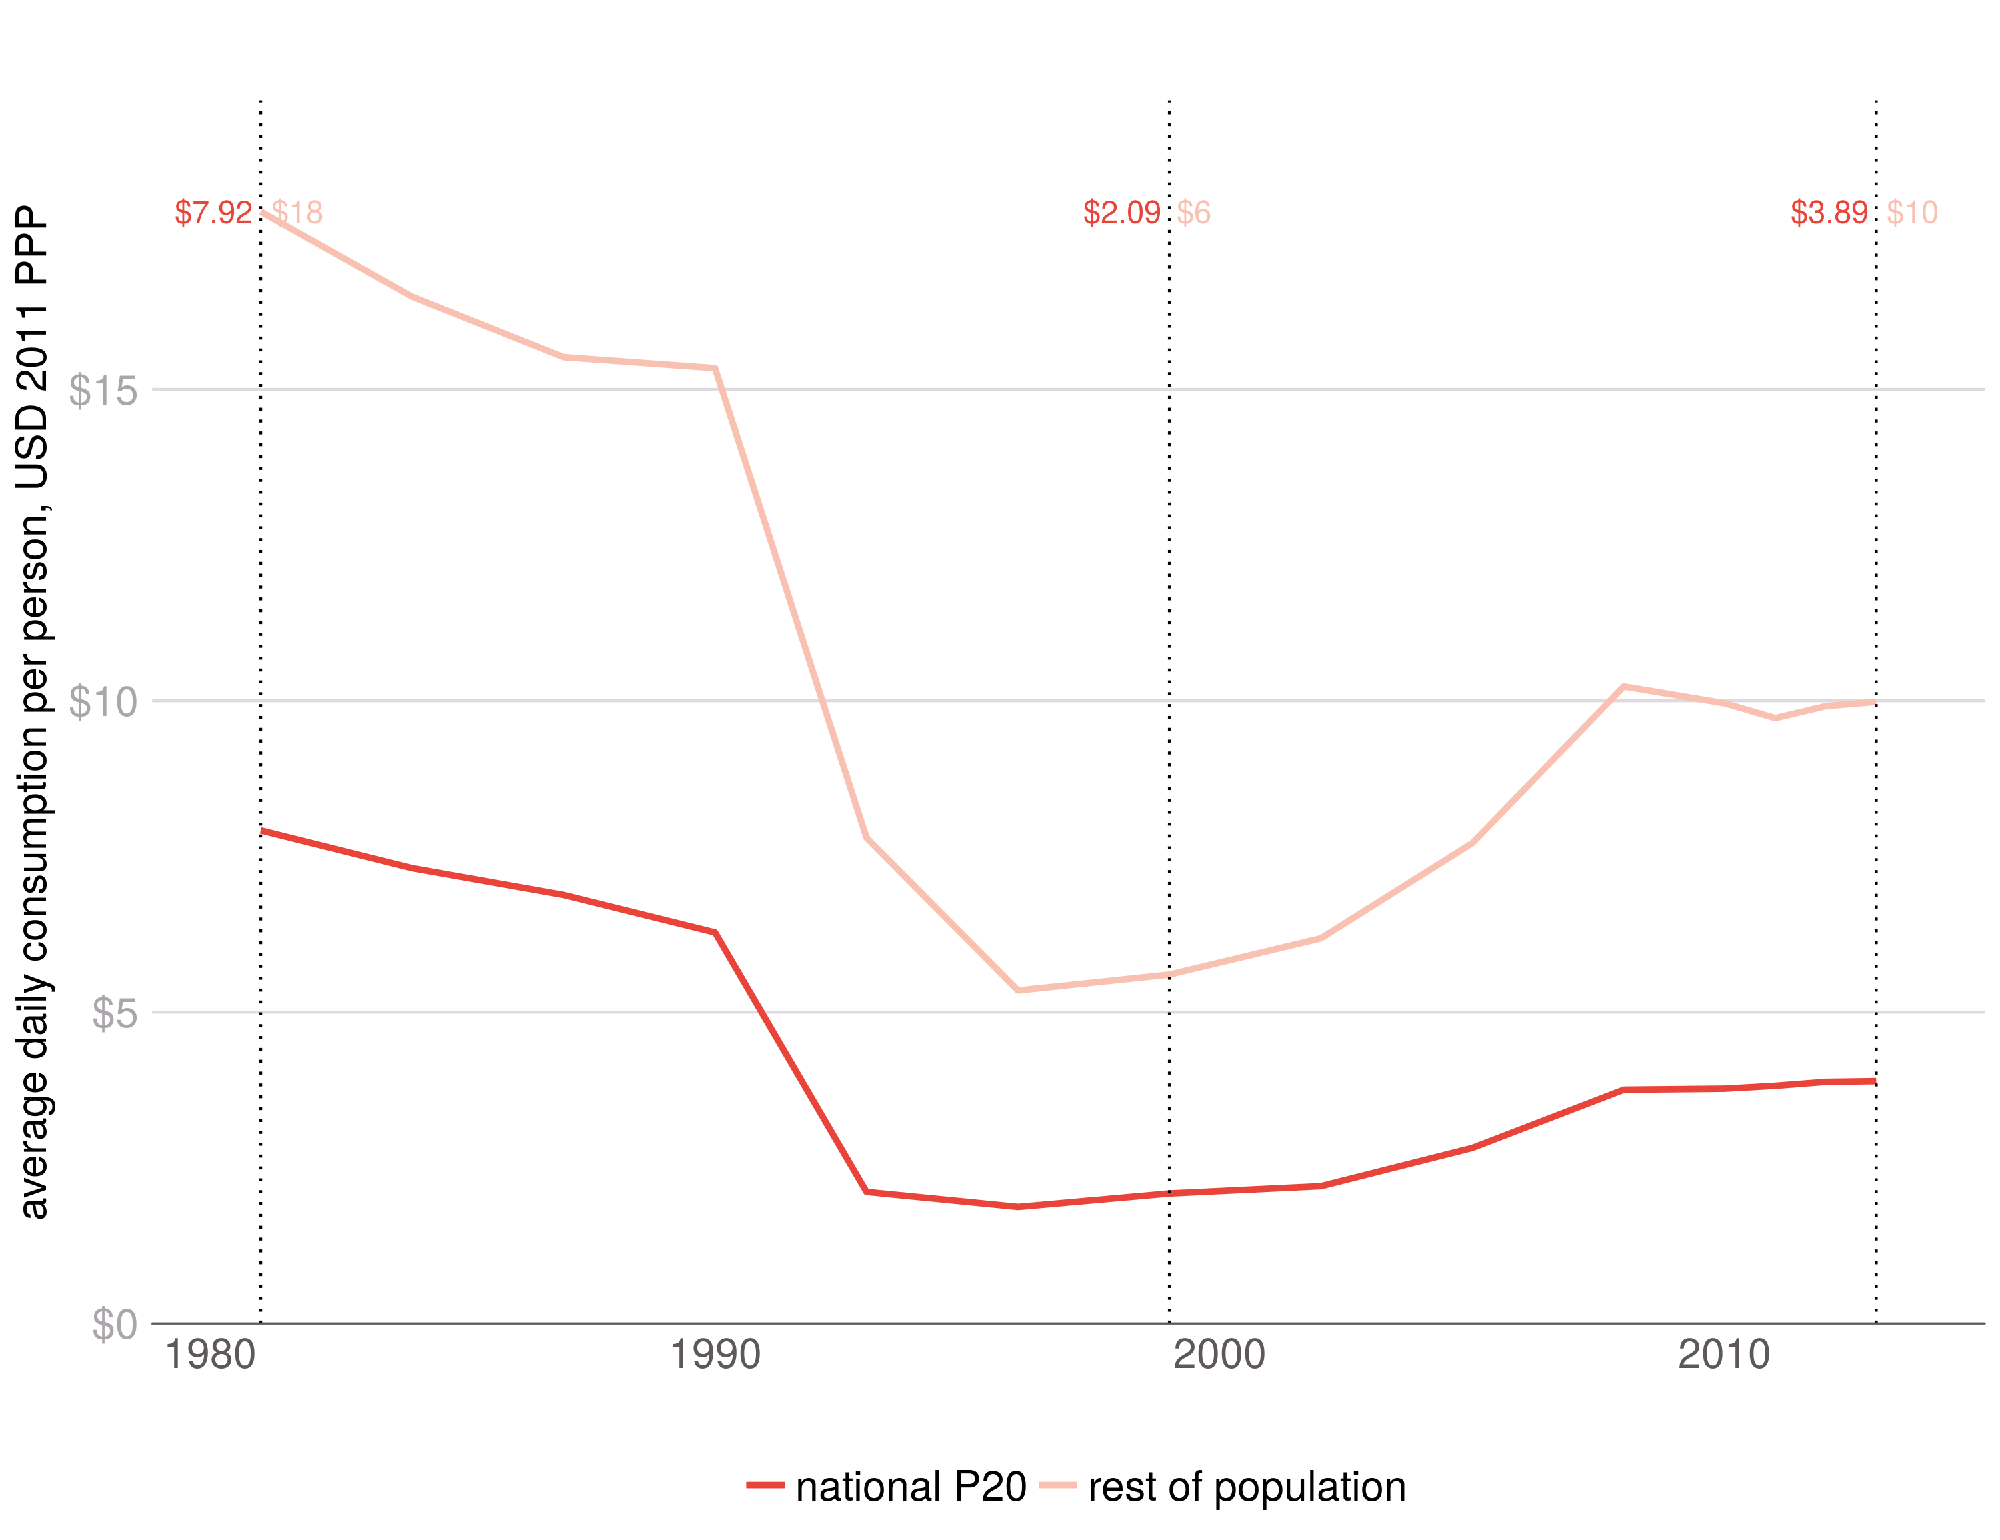 average daily consumption per person, USD 2011 PPP
$7.92 $18
$2.09 $6
$3.89 $10
$15
$10
$5
$0
1980 1990 2000 2010
national P20 rest of population